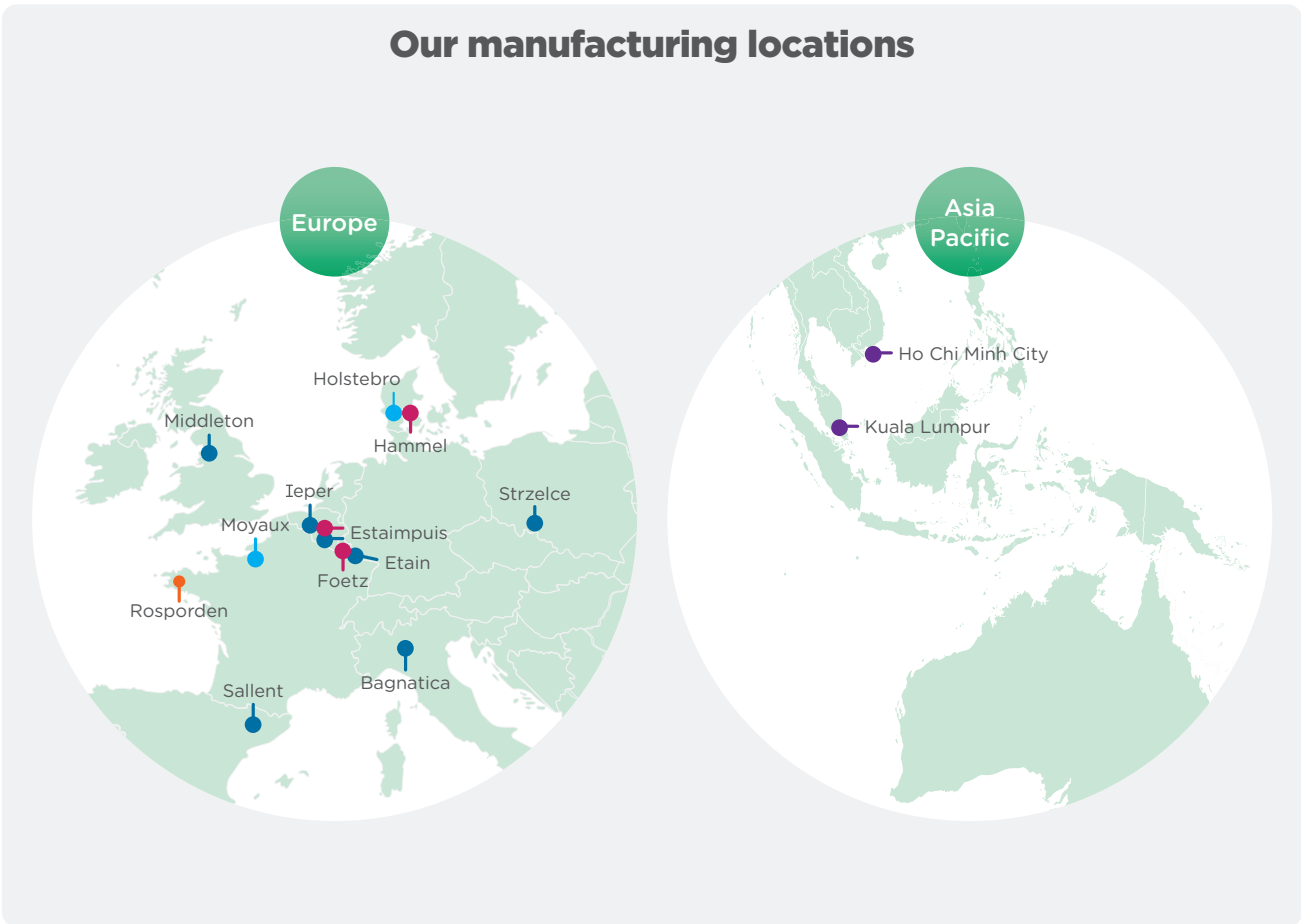 Our manufacturing locations
Europe
Holstebro
Middleton
Hammel
Ieper
Strzelce
Moyaux
Estaimpuis
Etain
Foetz
Rosporden
Bagnatica
Sallent
Asia
Pacific
Ho Chi Minh City
Kuala Lumpur